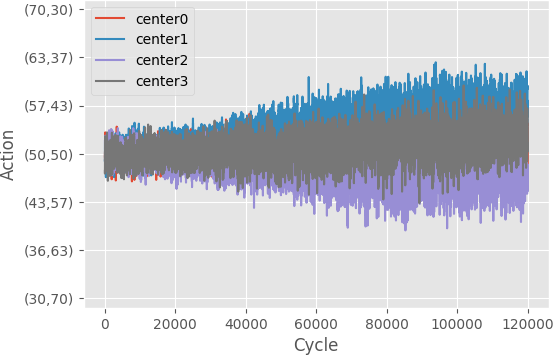 (70,30)
(63,37)
(57,43)
(50,50)
(43,57)
(36,63)
(30,70)
Action
center0
center1
center2
center3
0
20000
40000
60000
80000
100000
120000
Cycle